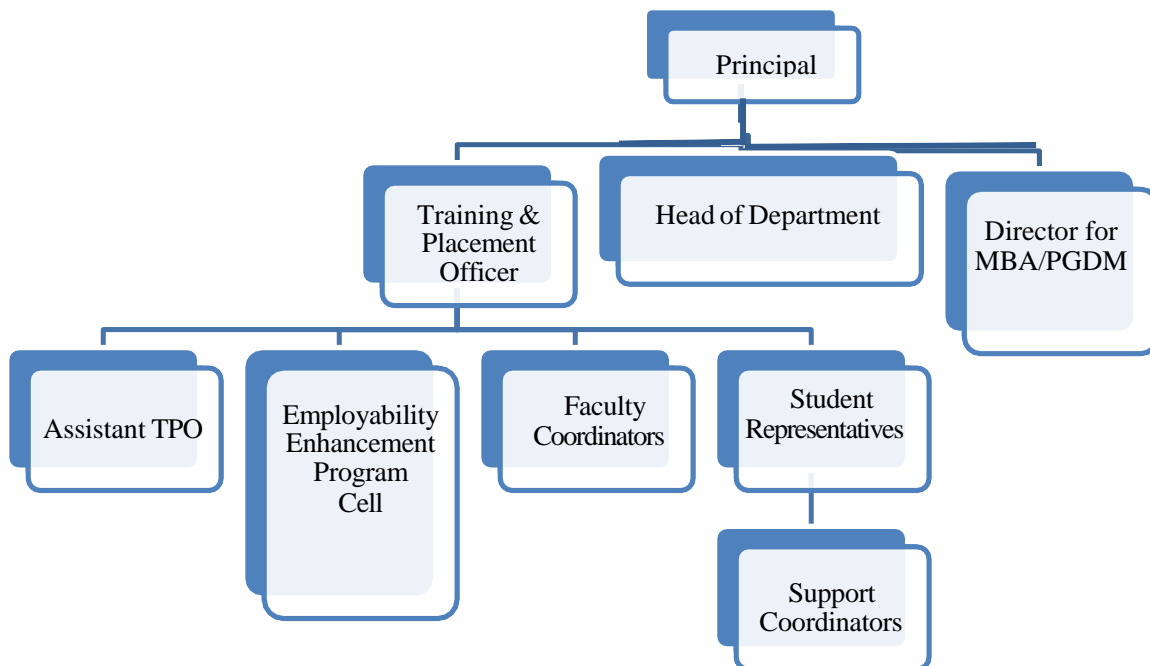 Principal
Training &
Placement
Officer
Head of Department
Director for
MBA/PGDM
Assistant TPO
Employability
Enhancement
Program
Cell
Faculty
Coordinators
Student
Representatives
Support
Coordinators